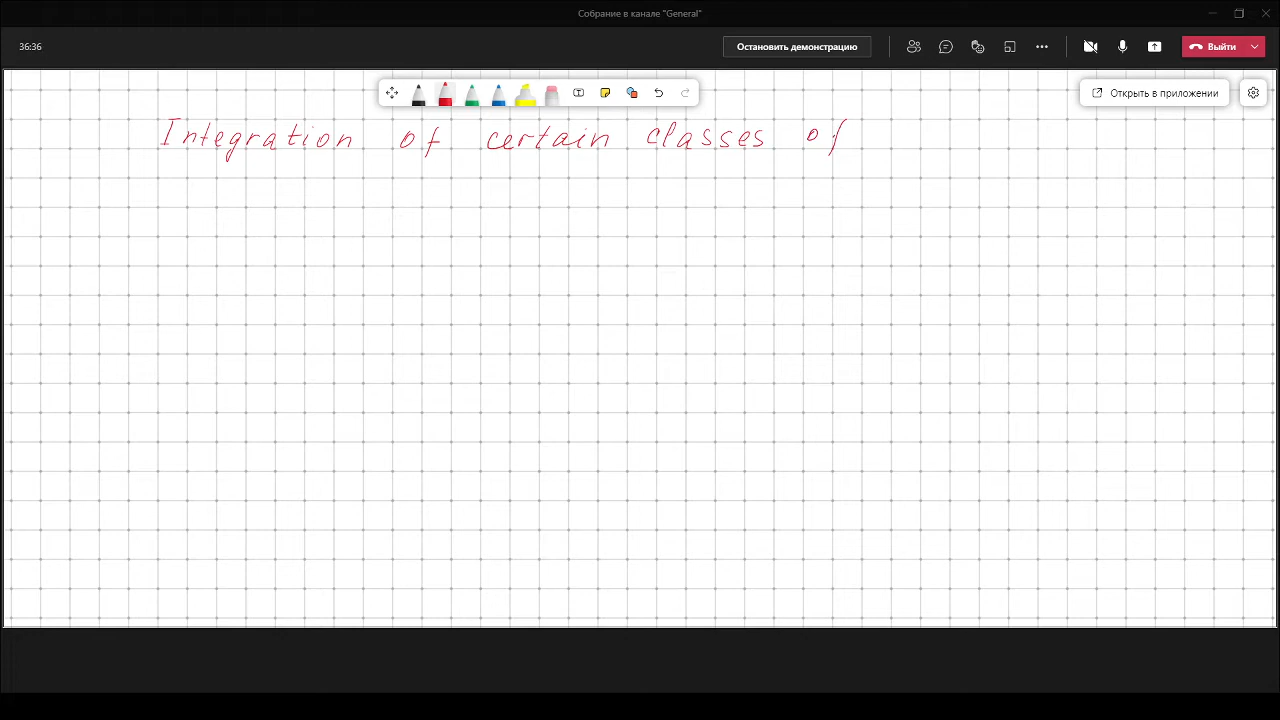 Собрание в канале "General"
36:36
Остановить демонстрацию
Выйти
Открыть в приложении
Integration of certain classes of